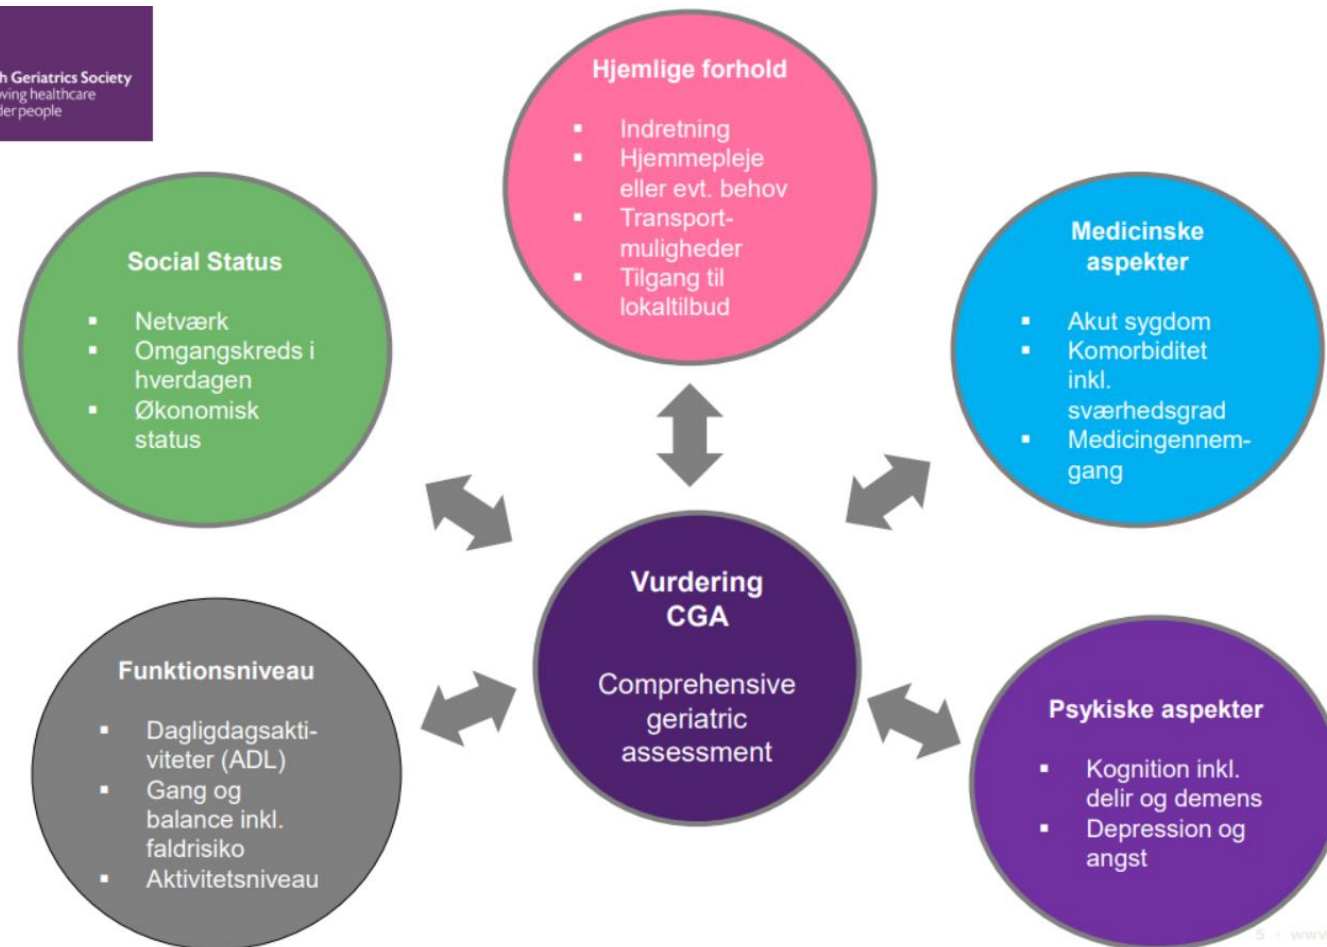 h Geriatrics Society
oving healthcare
der people
Hjemlige forhold
▪ Indretning
▪ Hjemmepleje
eller evt. behov
▪ Transport-
muligheder
▪ Tilgang til
lokaltilbud
Social Status
▪ Netværk
▪ Omgangskreds i
hverdagen
▪ Økonomisk
status
Medicinske
aspekter
▪ Akut sygdom
▪ Komorbiditet
inkl.
sværhedsgrad
▪ Medicingennem-
gang
Vurdering
CGA
Comprehensive
geriatric
assessment
Funktionsniveau
▪ Dagligdagsakti-
viteter (ADL)
▪ Gang og
balance inkl.
faldrisiko
▪ Aktivitetsniveau
Psykiske aspekter
▪ Kognition inkl.
delir og demens
▪ Depression og
angst
5 - www